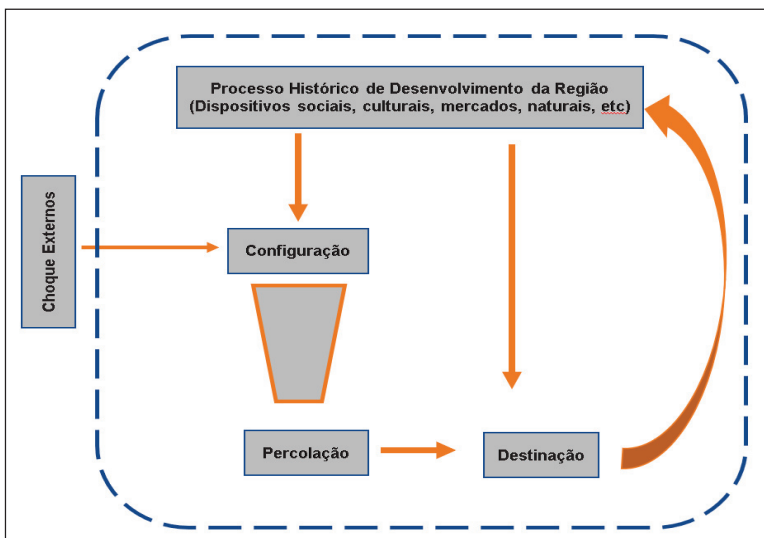 Processo Histórico de Desenvolvimento da Região
(Dispositivos sociais, culturais, mercados, naturais, etc)
Choque Externos
Configuração
Percolação
Destinação